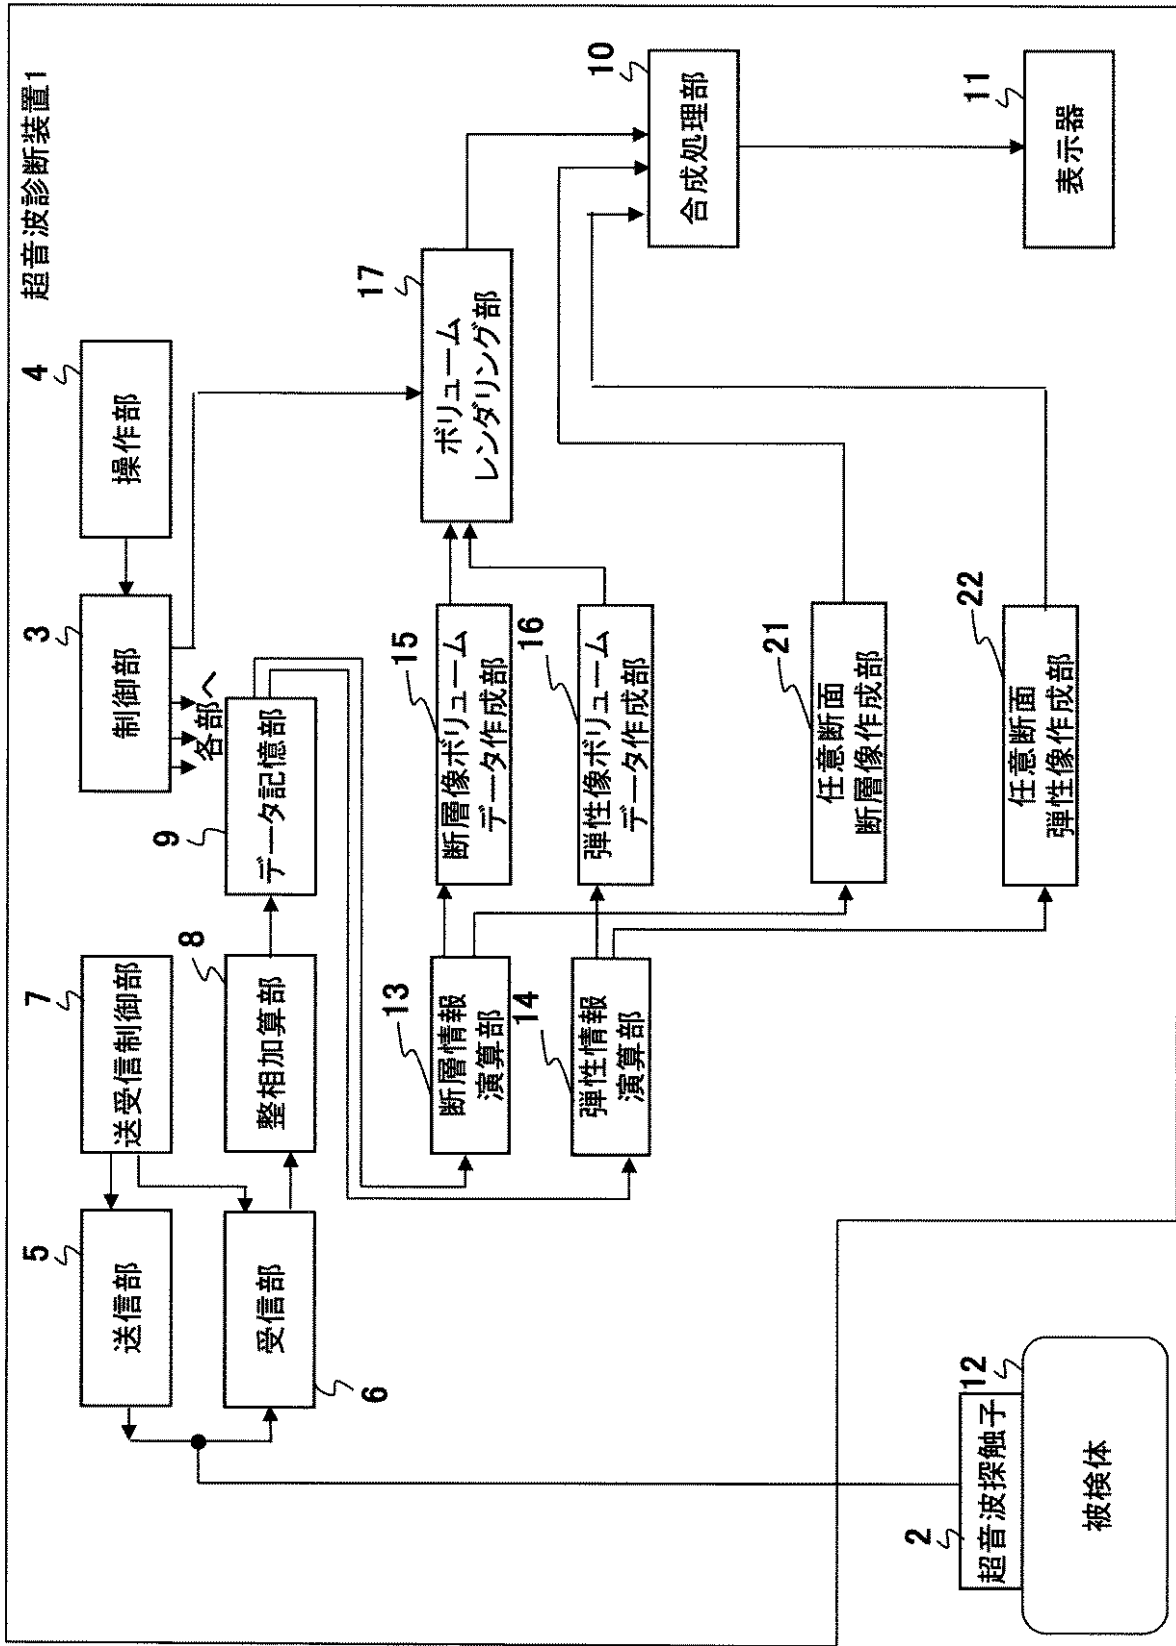 超音波診断装置1
送信部
5
送受信制御部
7
制御部
3
操作部
4
受信部
6
整相加算部
8
データ記憶部
9
各部へ
断層情報
演算部
13
断層像ボリューム
データ作成部
15
ボリューム
レンダリング部
17
弾性情報
演算部
14
弾性像ボリューム
データ作成部
16
合成処理部
10
任意断面
断層像作成部
21
任意断面
弾性像作成部
22
表示器
11
超音波探触子
2
被検体
12